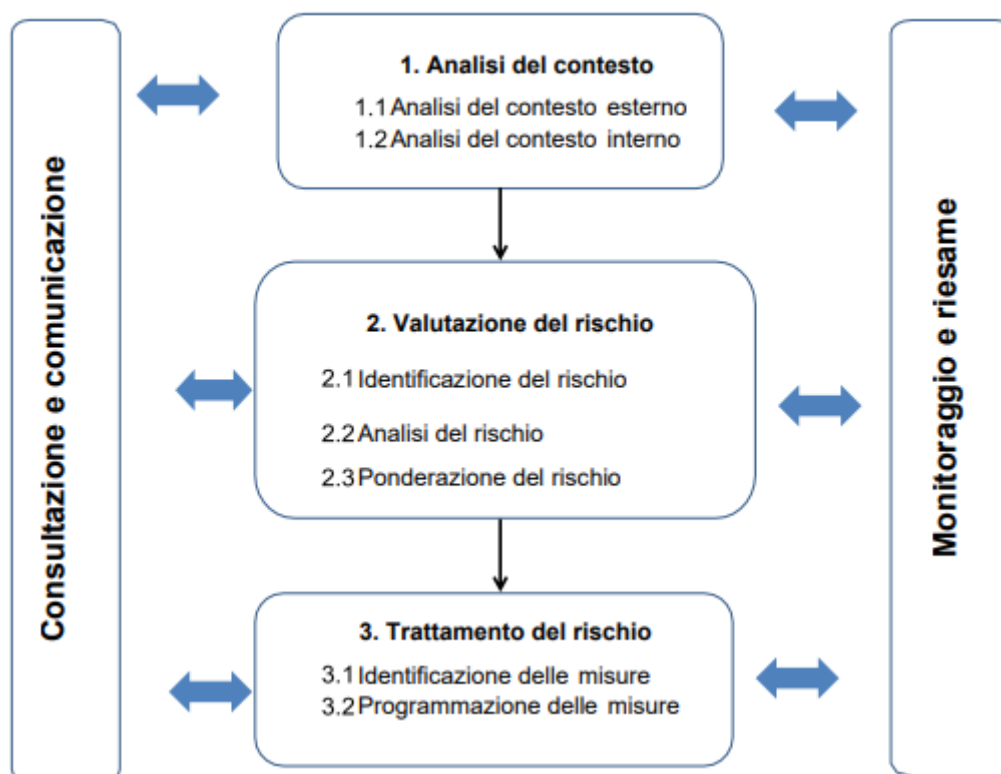 Consultazione e comunicazione
1. Analisi del contesto
1.1 Analisi del contesto esterno
1.2 Analisi del contesto interno
2. Valutazione del rischio
2.1 Identificazione del rischio
2.2 Analisi del rischio
2.3 Ponderazione del rischio
3. Trattamento del rischio
3.1 Identificazione delle misure
3.2 Programmazione delle misure
Monitoraggio e riesame